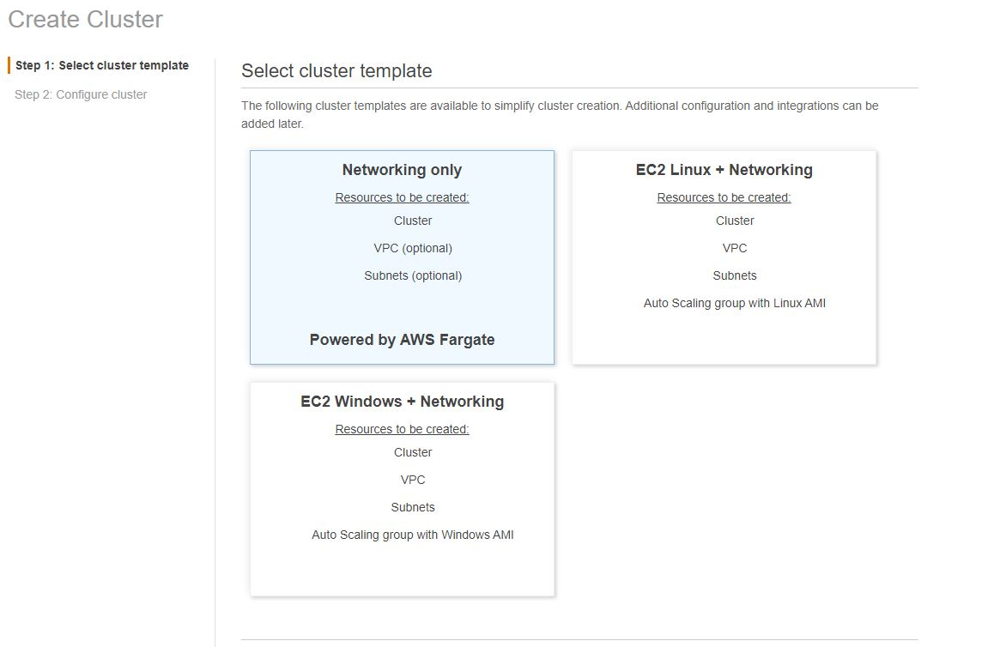 Create Cluster
Step 1: Select cluster template
Step 2: Configure cluster
Select cluster template
The following cluster templates are available to simplify cluster creation. Additional configuration and integrations can be
added later.
Networking only
Resources to be created:
Cluster
VPC (optional)
Subnets (optional)
Powered by AWS Fargate
EC2 Linux + Networking
Resources to be created:
Cluster
VPC
Subnets
Auto Scaling group with Linux AMI
EC2 Windows + Networking
Resources to be created:
Cluster
VPC
Subnets
Auto Scaling group with Windows AMI